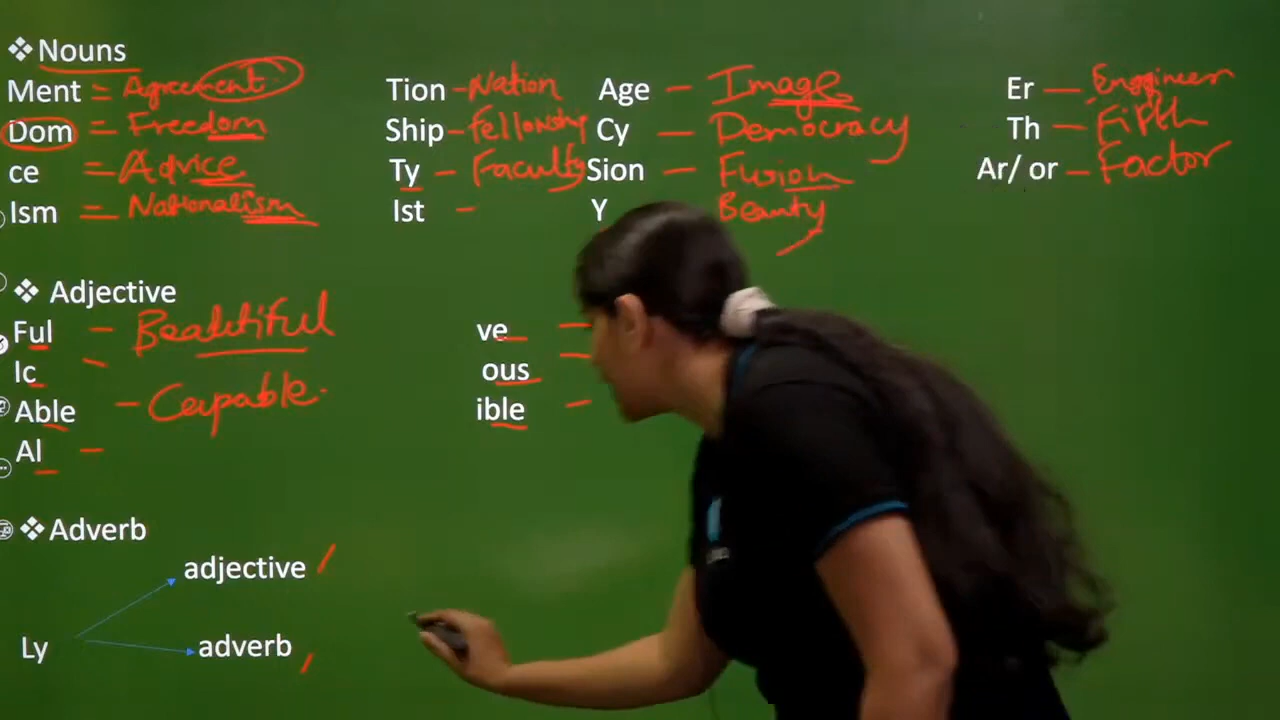 ❖ Nouns
Ment = Agreement
Dom = Freedom
ce = Advice
Ism = Nationalism
Tion - Nation
Ship - fellowship
Ty - Faculty
Ist -
Age - Image
Cy - Democracy
Sion - Fusion
Y Beauty
Er - Enggineer
Th - Fifth
Ar/ or - Factor
❖ Adjective
Ful - Beautiful
Ic -
Able - Capable.
Al -
ve -
ous -
ible -
❖ Adverb
adjective
Ly
adverb